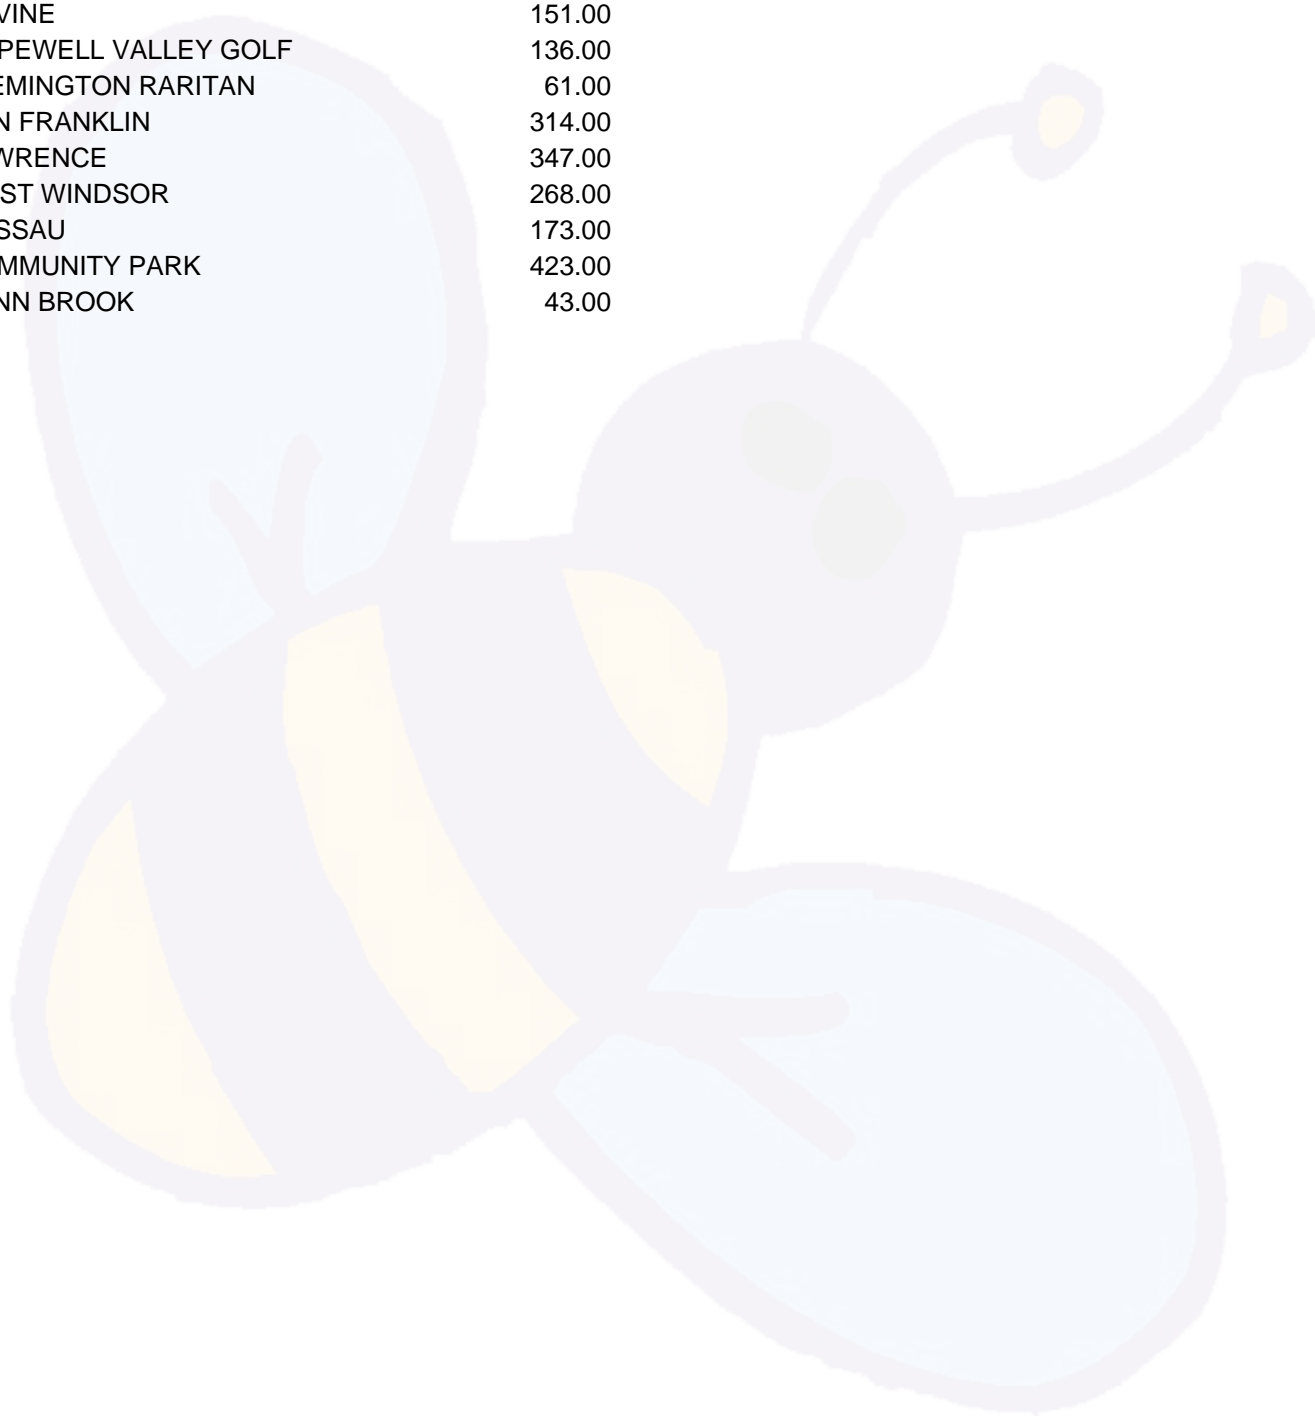 VINE 151.00
PEWELL VALLEY GOLF 136.00
EMINGTON RARITAN 61.00
N FRANKLIN 314.00
WRENCE 347.00
ST WINDSOR 268.00
SSAU 173.00
MMUNITY PARK 423.00
NN BROOK 43.00